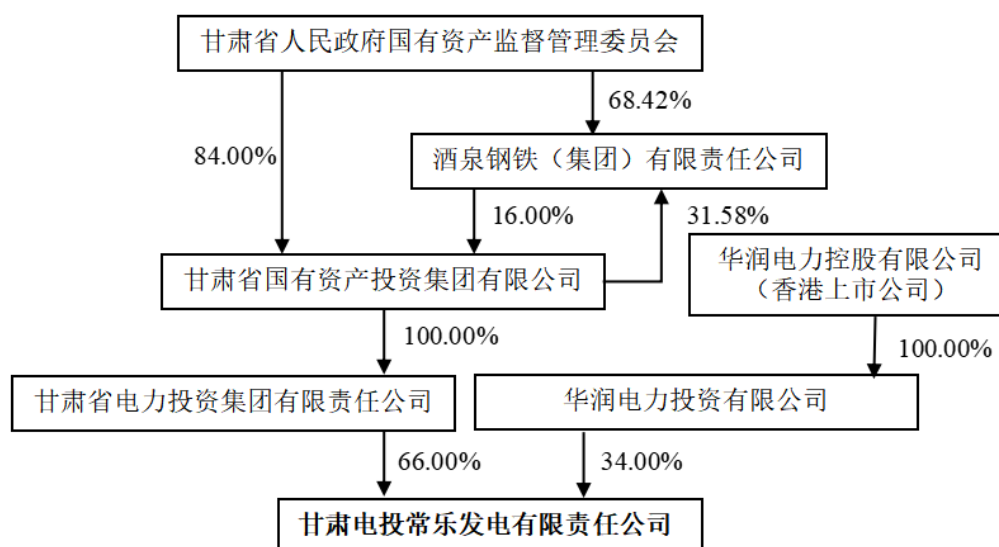 甘肃省人民政府国有资产监督管理委员会
68.42%
84.00%
酒泉钢铁（集团）有限责任公司
16.00%
31.58%
华润电力控股有限公司
（香港上市公司）
甘肃省国有资产投资集团有限公司
100.00%
100.00%
甘肃省电力投资集团有限责任公司
华润电力投资有限公司
66.00%
34.00%
甘肃电投常乐发电有限责任公司